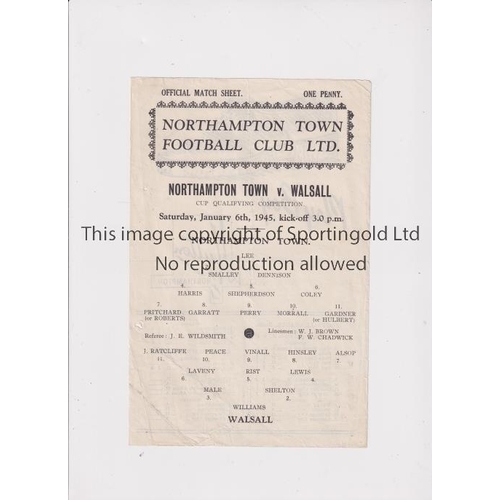 OFFICIAL MATCH SHEET. ONE PENNY.
NORTHAMPTON TOWN
FOOTBALL CLUB LTD.
NORTHAMPTON TOWN v. WALSALL
CUP QUALIFYING COMPETITION.
Saturday, January 6th, 1945, kick-off 3.0 p.m.
This image copyright of Sportingold Ltd
NORTHAMPTON TOWN.
LEE
No reproduction allowed
SMALLEY DENNISON
4. 5. 6.
HARRIS SHEPHERDSON COLEY
7. 8. 9. 10. 11.
PRITCHARD GARRATT PERRY MORRALL GARDNER
(or ROBERTS) (or HULBERT)
Referee: J. E. WILDSMITH Linesmen: W. J. BROWN
F. W. CHADWICK
J. RATCLIFFE PEACE VINALL HINSLEY ALSOP
11. 10. 9. 8. 7.
LAVENY RIST LEWIS
6. 5. 4.
MALE SHELTON
3. 2.
WILLIAMS
WALSALL